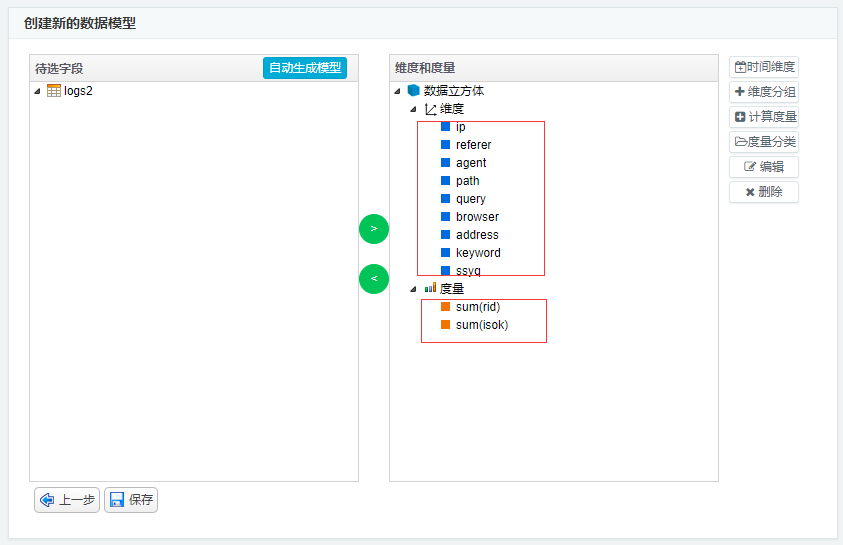 创建新的数据模型
待选字段
自动生成模型
logs2
>
<
维度和度量
数据立方体
维度
ip
referer
agent
path
query
browser
address
keyword
ssyq
度量
sum(rid)
sum(isok)
时间维度
维度分组
计算度量
度量分类
编辑
删除
上一步
保存